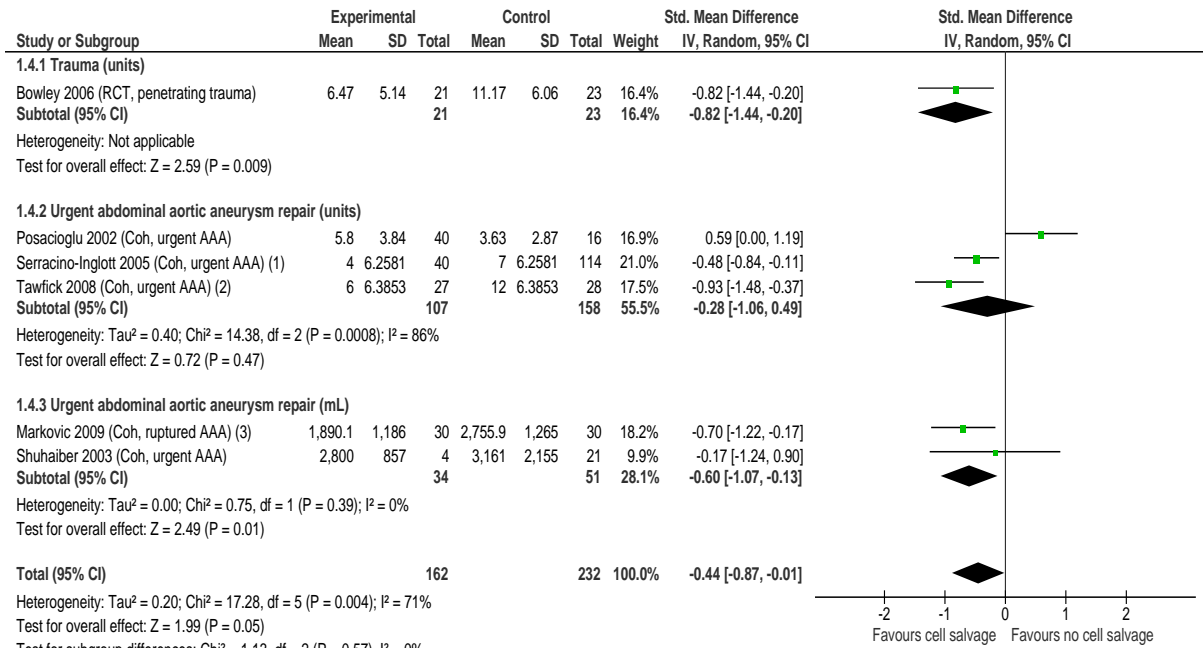 Experimental Control Std. Mean Difference Std. Mean Difference
Study or Subgroup Mean SD Total Mean SD Total Weight IV, Random, 95% CI IV, Random, 95% CI
1.4.1 Trauma (units)
Bowley 2006 (RCT, penetrating trauma) 6.47 5.14 21 11.17 6.06 23 16.4% -0.82 [-1.44, -0.20]
Subtotal (95% CI) 21 23 16.4% -0.82 [-1.44, -0.20]
Heterogeneity: Not applicable
Test for overall effect: Z = 2.59 (P = 0.009)
1.4.2 Urgent abdominal aortic aneurysm repair (units)
Posacioglu 2002 (Coh, urgent AAA) 5.8 3.84 40 3.63 2.87 16 16.9% 0.59 [0.00, 1.19]
Serracino-Inglott 2005 (Coh, urgent AAA) (1) 4 6.2581 40 7 6.2581 114 21.0% -0.48 [-0.84, -0.11]
Tawfick 2008 (Coh, urgent AAA) (2) 6 6.3853 27 12 6.3853 28 17.5% -0.93 [-1.48, -0.37]
Subtotal (95% CI) 107 158 55.5% -0.28 [-1.06, 0.49]
Heterogeneity: Tau² = 0.40; Chi² = 14.38, df = 2 (P = 0.0008); I² = 86%
Test for overall effect: Z = 0.72 (P = 0.47)
1.4.3 Urgent abdominal aortic aneurysm repair (mL)
Markovic 2009 (Coh, ruptured AAA) (3) 1,890.1 1,186 30 2,755.9 1,265 30 18.2% -0.70 [-1.22, -0.17]
Shuhaiber 2003 (Coh, urgent AAA) 2,800 857 4 3,161 2,155 21 9.9% -0.17 [-1.24, 0.90]
Subtotal (95% CI) 34 51 28.1% -0.60 [-1.07, -0.13]
Heterogeneity: Tau² = 0.00; Chi² = 0.75, df = 1 (P = 0.39); I² = 0%
Test for overall effect: Z = 2.49 (P = 0.01)
Total (95% CI) 162 232 100.0% -0.44 [-0.87, -0.01]
Heterogeneity: Tau² = 0.20; Chi² = 17.28, df = 5 (P = 0.004); I² = 71%
Test for overall effect: Z = 1.99 (P = 0.05)
Test for subgroup differences: Chi² = 1.13, df = 2 (P = 0.57), I² = 0%
-2 -1 0 1 2
Favours cell salvage Favours no cell salvage